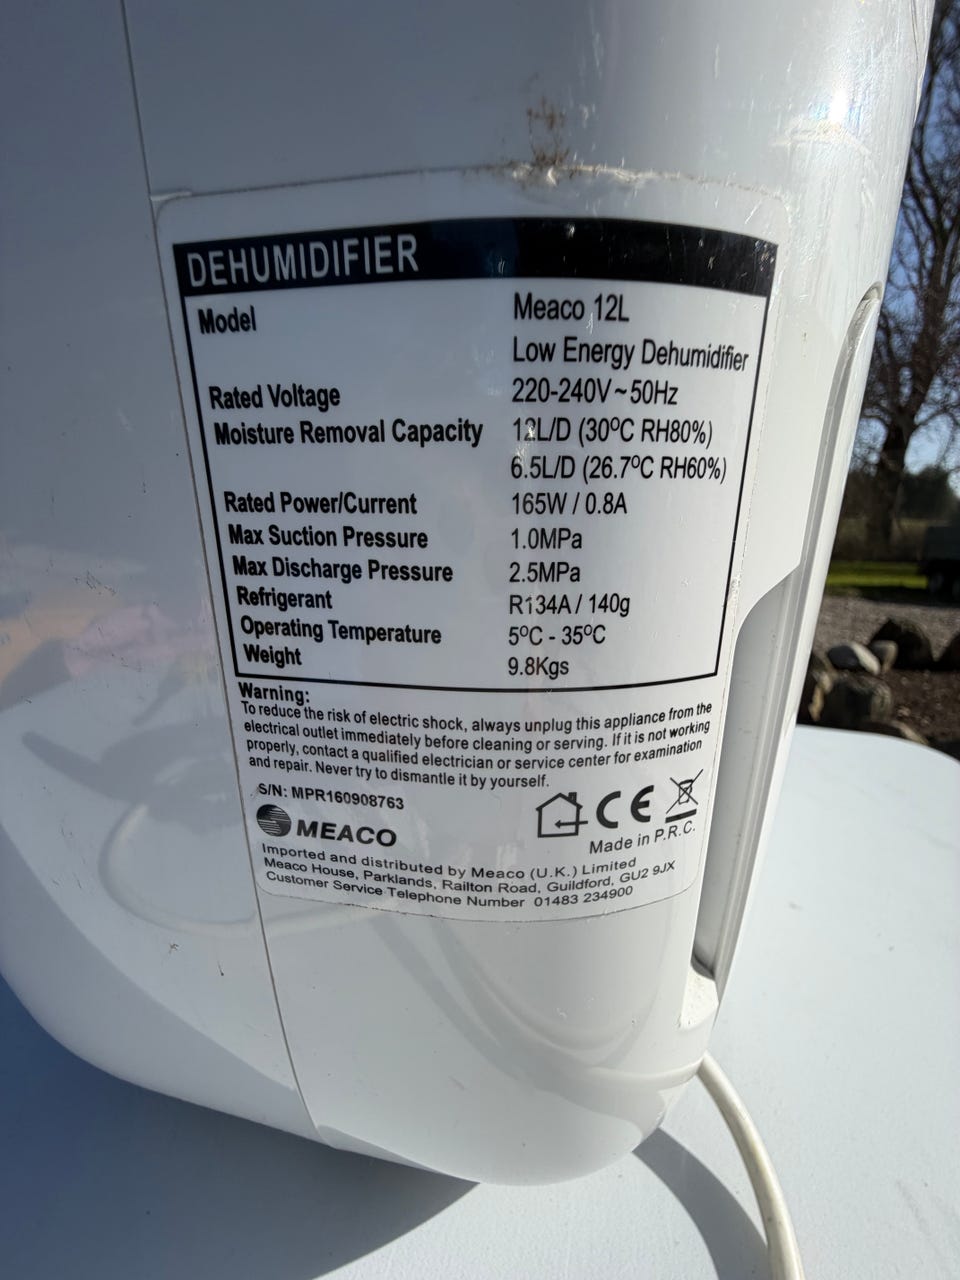 DEHUMIDIFIER
Model Meaco 12L
Low Energy Dehumidifier
Rated Voltage 220-240V~50Hz
Moisture Removal Capacity 12L/D (30ºC RH80%)
6.5L/D (26.7ºC RH60%)
Rated Power/Current 165W / 0.8A
Max Suction Pressure 1.0MPa
Max Discharge Pressure 2.5MPa
Refrigerant R134A / 140g
Operating Temperature 5ºC - 35ºC
Weight 9.8Kgs
Warning:
To reduce the risk of electric shock, always unplug this appliance from the
electrical outlet immediately before cleaning or serving. If it is not working
properly, contact a qualified electrician or service center for examination
and repair. Never try to dismantle it by yourself.
S/N: MPR160908763
MEACO
CE
Made in P.R.C.
Imported and distributed by Meaco (U.K.) Limited
Meaco House, Parklands, Railton Road, Guildford, GU2 9JX
Customer Service Telephone Number 01483 234900